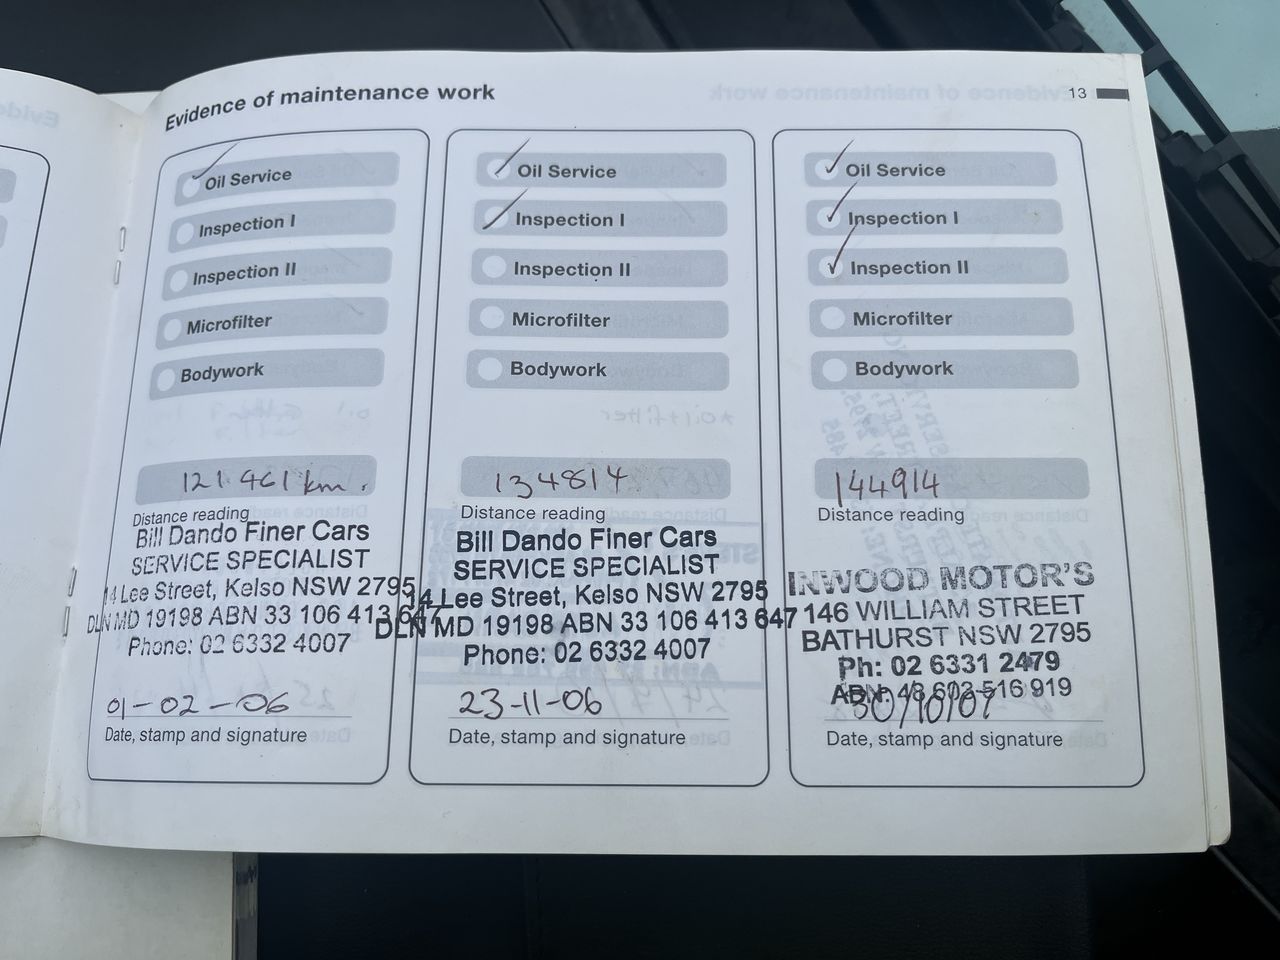 Evidence of maintenance work
13
Oil Service
Inspection I
Inspection II
Microfilter
Bodywork
121461 km.
Distance reading
Bill Dando Finer Cars
SERVICE SPECIALIST
14 Lee Street, Kelso NSW 2795
DLN MD 19198 ABN 33 106 413 647
Phone: 02 6332 4007
01-02-06
Date, stamp and signature
Oil Service
Inspection I
Inspection II
Microfilter
Bodywork
134814
Distance reading
Bill Dando Finer Cars
SERVICE SPECIALIST
14 Lee Street, Kelso NSW 2795
DLN MD 19198 ABN 33 106 413 647
Phone: 02 6332 4007
23-11-06
Date, stamp and signature
Oil Service
Inspection I
Inspection II
Microfilter
Bodywork
144914
Distance reading
INWOOD MOTOR'S
146 WILLIAM STREET
BATHURST NSW 2795
Ph: 02 6331 2479
ABN: 48 602 516 919
30/10/07
Date, stamp and signature